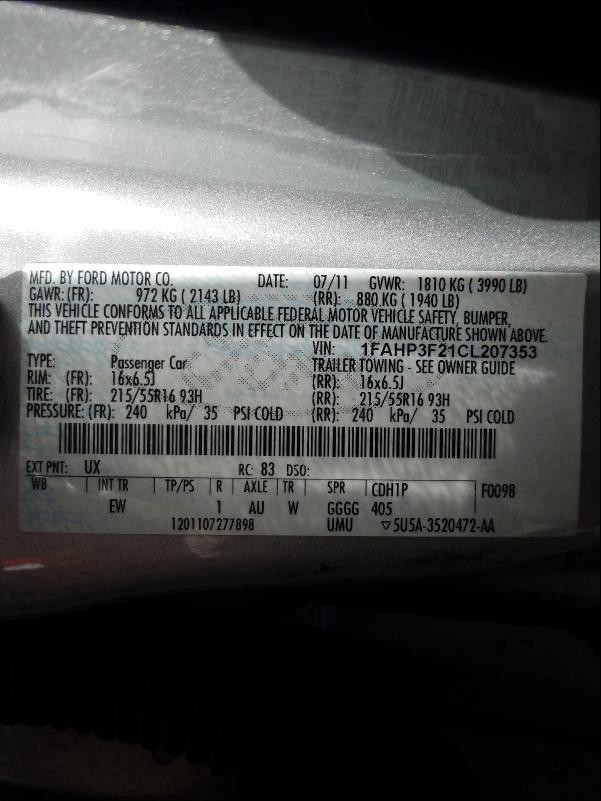 MFD. BY FORD MOTOR CO. DATE: 07/11 GVWR: 1810 KG ( 3990 LB)
GAWR: (FR): 972 KG ( 2143 LB) (RR): 880 KG ( 1940 LB)
THIS VEHICLE CONFORMS TO ALL APPLICABLE FEDERAL MOTOR VEHICLE SAFETY, BUMPER,
AND THEFT PREVENTION STANDARDS IN EFFECT ON THE DATE OF MANUFACTURE SHOWN ABOVE.
VIN: 1FAHP3F21CL207353
TYPE: Passenger Car TRAILER TOWING - SEE OWNER GUIDE
RIM: (FR): 16x6.5J (RR): 16x6.5J
TIRE: (FR): 215/55R16 93H (RR): 215/55R16 93H
PRESSURE: (FR): 240 kPa/ 35 PSI COLD (RR): 240 kPa/ 35 PSI COLD
EXT PNT: UX RC: 83 DSO:
WB INT TR TP/PS R AXLE TR SPR CDH1P F0098
EW 1 AU W GGGG 405
1201107277898 UMU ▽5U5A-3520472-AA